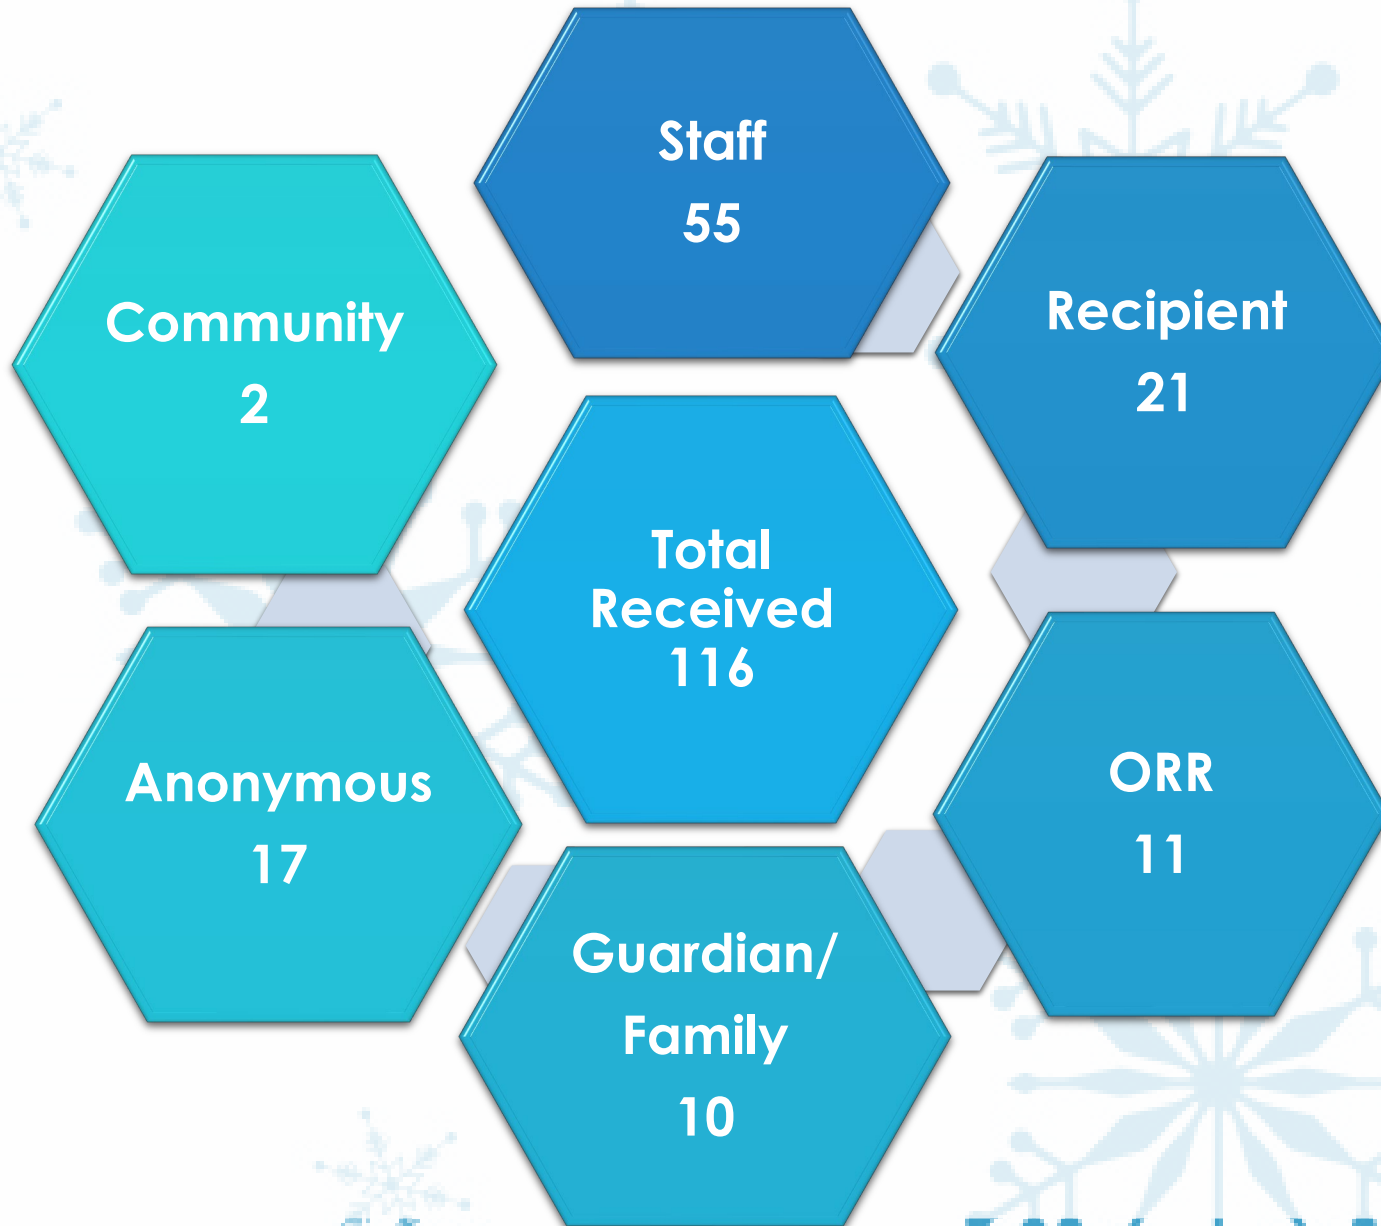 Staff
55
Community
2
Recipient
21
Total
Received
116
Anonymous
17
ORR
11
Guardian/
Family
10